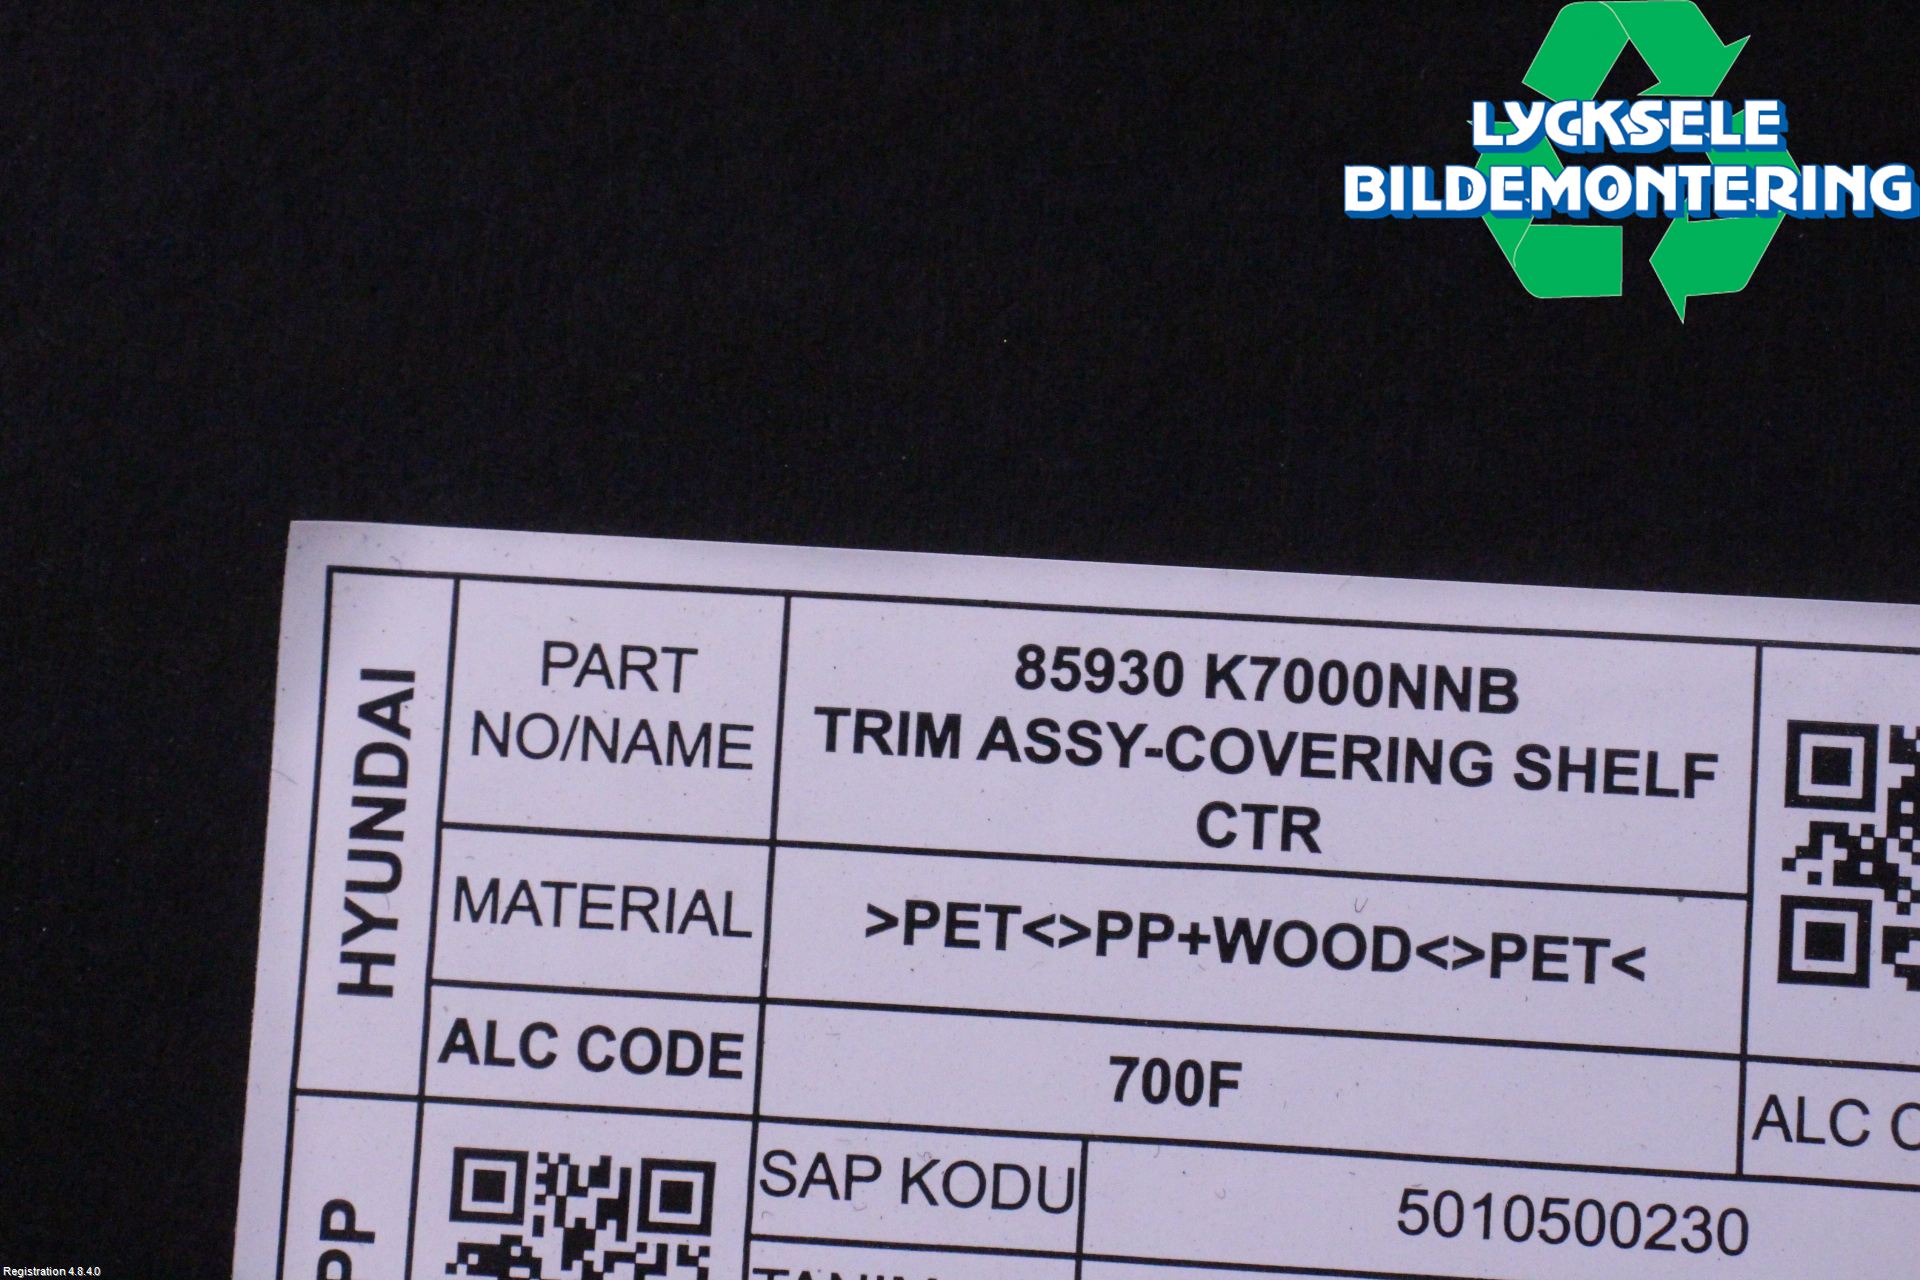 LYCKSELE
BILDEMONTERING
HYUNDAI
PART
NO/NAME
85930 K7000NNB
TRIM ASSY-COVERING SHELF
CTR
MATERIAL
>PET<>PP+WOOD<>PET<
ALC CODE
700F
ALC C
SAP KODU
5010500230
PP
Registration 4.8.4.0